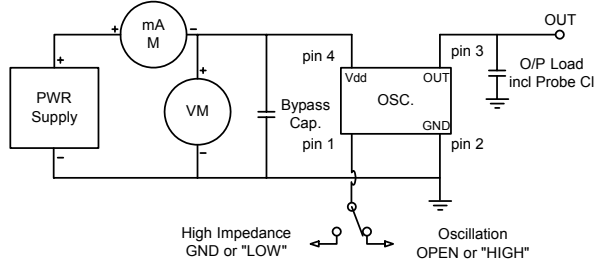 mA
M
+
−
OUT
pin 4
pin 3
+
+
Vdd
OUT
O/P Load
incl Probe Cl
PWR
Supply
VM
Bypass
Cap.
OSC.
GND
−
−
pin 1
pin 2
High Impedance
GND or "LOW"
Oscillation
OPEN or "HIGH"